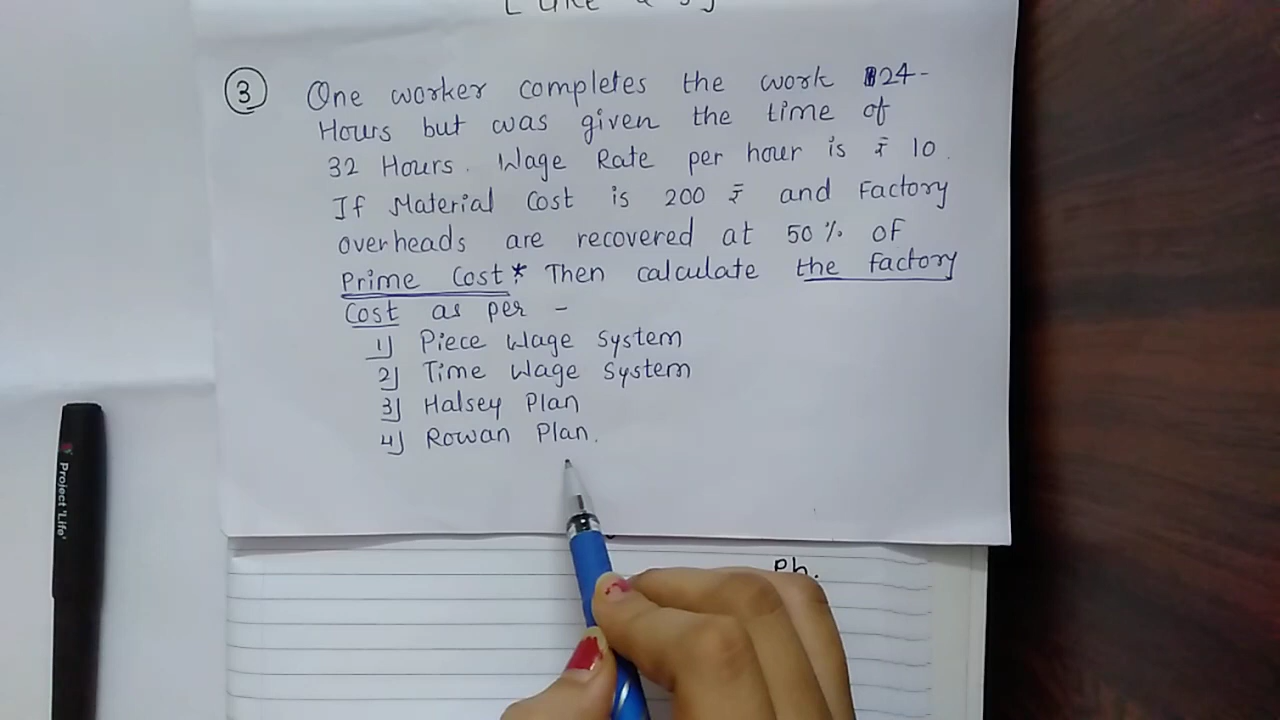 3
One worker completes the work 24-
Hours but was given the time of
32 Hours. Wage Rate per hour is ₹ 10.
If Material Cost is 200 ₹ and Factory
overheads are recovered at 50% of
Prime Cost* Then calculate the factory
Cost as per -
1] Piece Wage System
2] Time Wage System
3] Halsey Plan
4] Rowan Plan.
Project 'Life'
Ph.